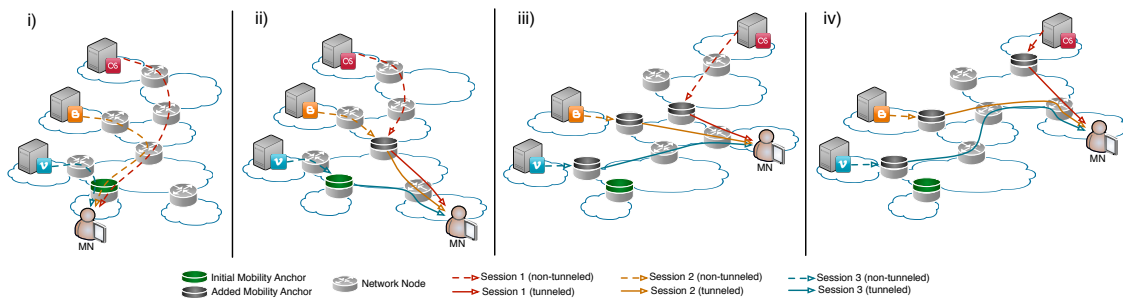 i)
ii)
iii)
iv)
OS
OS
OS
OS
MN
MN
MN
MN
Initial Mobility Anchor
Added Mobility Anchor
Network Node
Session 1 (non-tunneled)
Session 1 (tunneled)
Session 2 (non-tunneled)
Session 2 (tunneled)
Session 3 (non-tunneled)
Session 3 (tunneled)